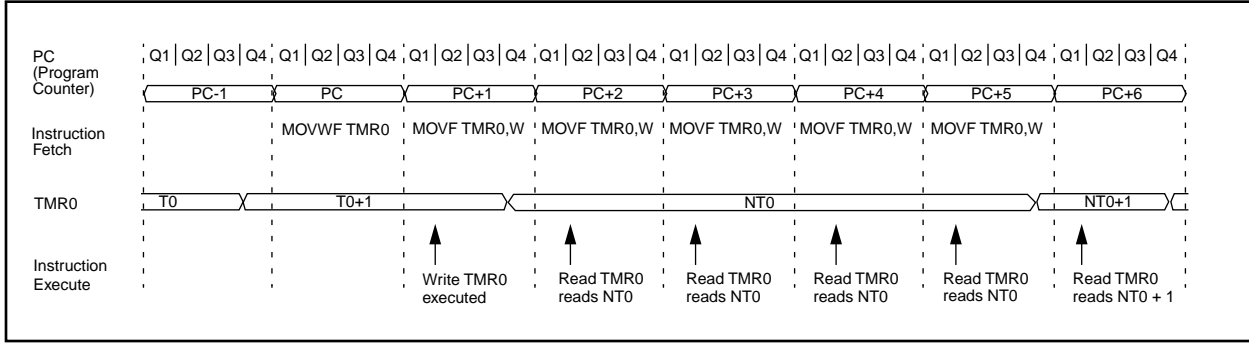 PC
(Program
Counter)
Q1 Q2 Q3 Q4 Q1 Q2 Q3 Q4 Q1 Q2 Q3 Q4 Q1 Q2 Q3 Q4 Q1 Q2 Q3 Q4 Q1 Q2 Q3 Q4 Q1 Q2 Q3 Q4 Q1 Q2 Q3 Q4
PC-1 PC PC+1 PC+2 PC+3 PC+4 PC+5 PC+6
Instruction
Fetch
MOVWF TMR0 MOVF TMR0,W MOVF TMR0,W MOVF TMR0,W MOVF TMR0,W MOVF TMR0,W
TMR0
T0 T0+1 NT0 NT0+1
Instruction
Execute
Write TMR0
executed
Read TMR0
reads NT0
Read TMR0
reads NT0
Read TMR0
reads NT0
Read TMR0
reads NT0
Read TMR0
reads NT0 + 1